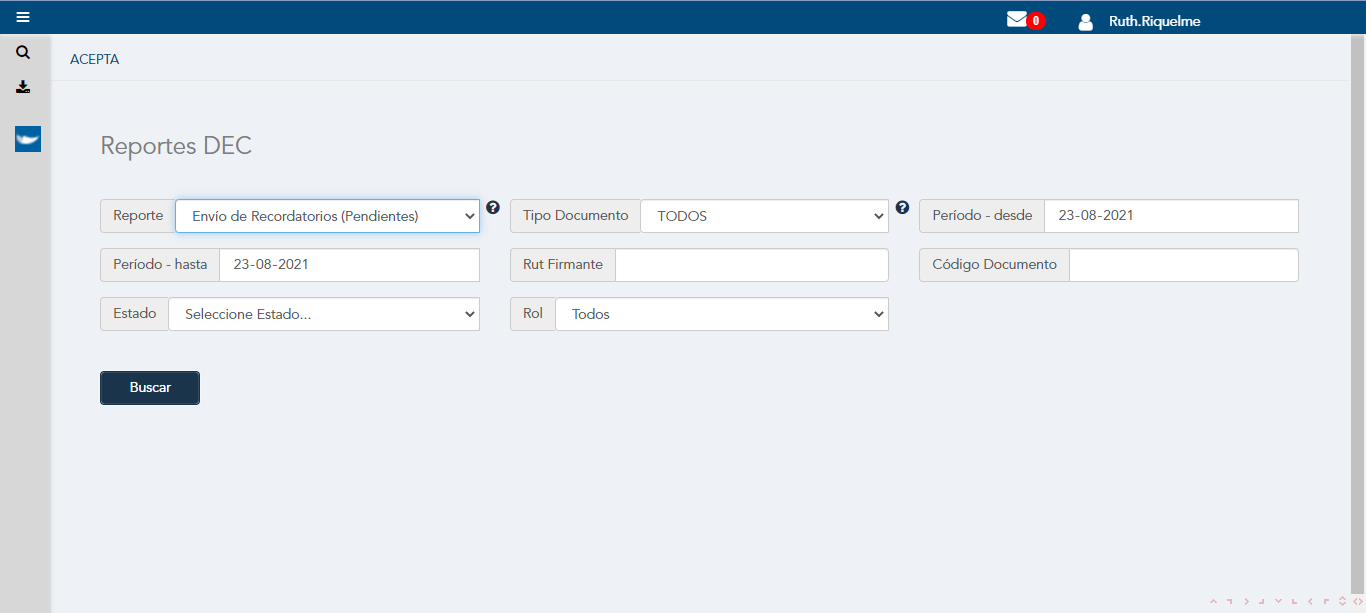 0
Ruth.Riquelme
ACEPTA
Reportes DEC
Reporte Envío de Recordatorios (Pendientes) ? Tipo Documento TODOS ? Período - desde 23-08-2021
Período - hasta 23-08-2021 Rut Firmante Código Documento
Estado Seleccione Estado... Rol Todos
Buscar